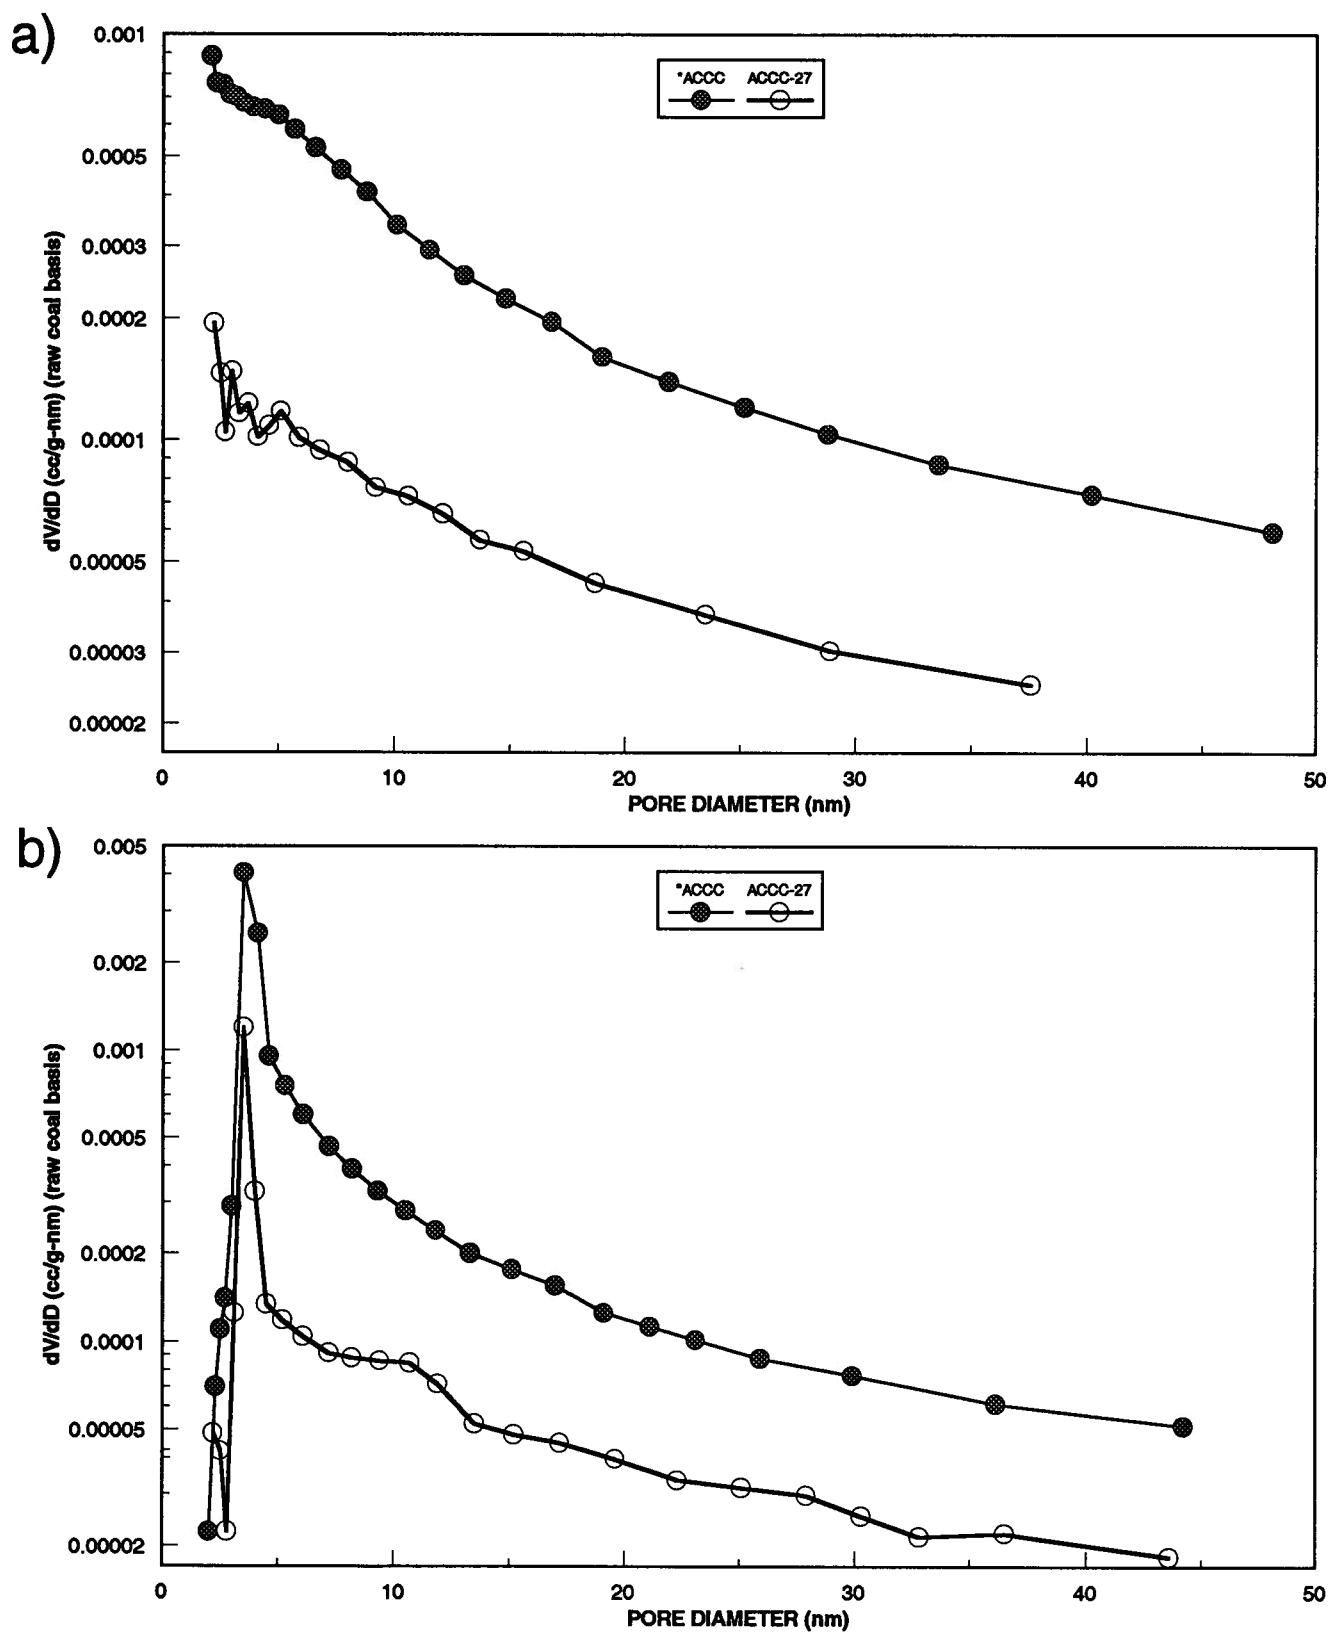 a)
0.001
0.0005
0.0003
0.0002
0.0001
0.00005
0.00003
0.00002
dV/dD (cc/g-nm) (raw coal basis)
*ACCC ACCC-27
0 10 20 30 40 50
PORE DIAMETER (nm)
b)
0.005
0.002
0.001
0.0005
0.0002
0.0001
0.00005
0.00002
dV/dD (cc/g-nm) (raw coal basis)
*ACCC ACCC-27
0 10 20 30 40 50
PORE DIAMETER (nm)